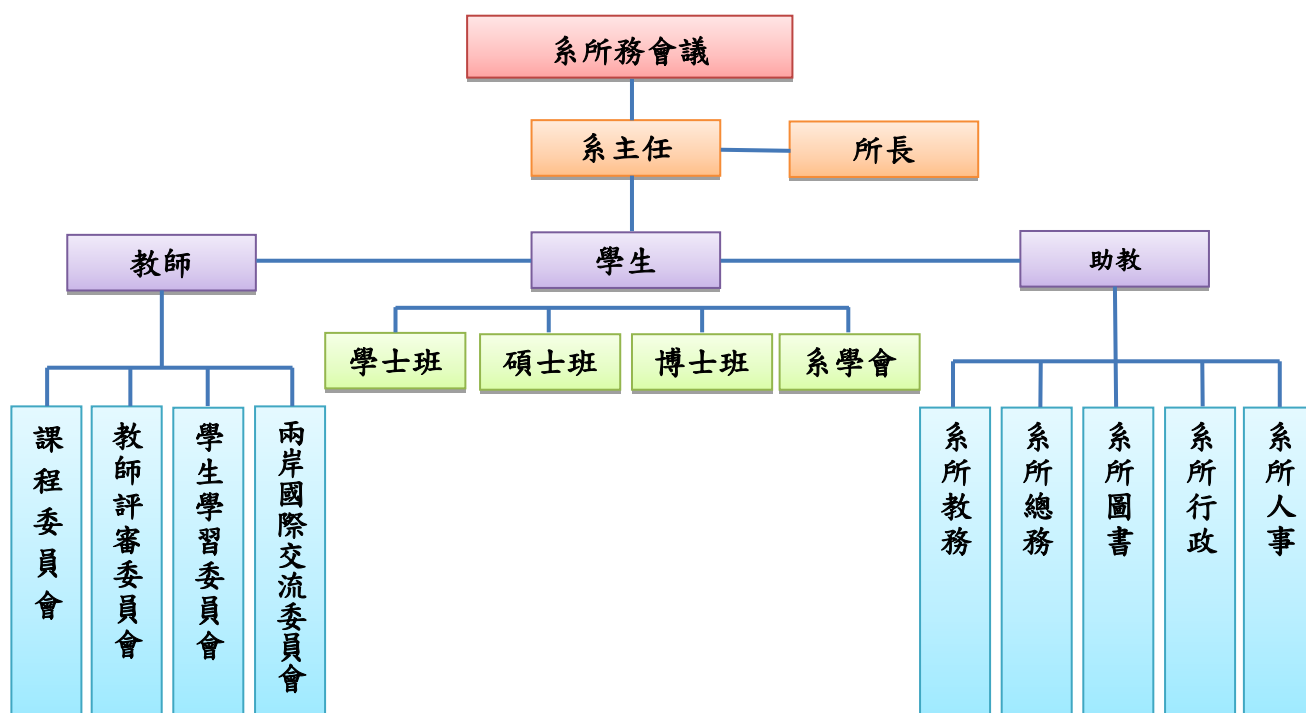 系所務會議
系主任
所長
教師
學生
助教
學士班
碩士班
博士班
系學會
課程委員會
教師評審委員會
學生學習委員會
兩岸國際交流委員會
系所教務
系所總務
系所圖書
系所行政
系所人事